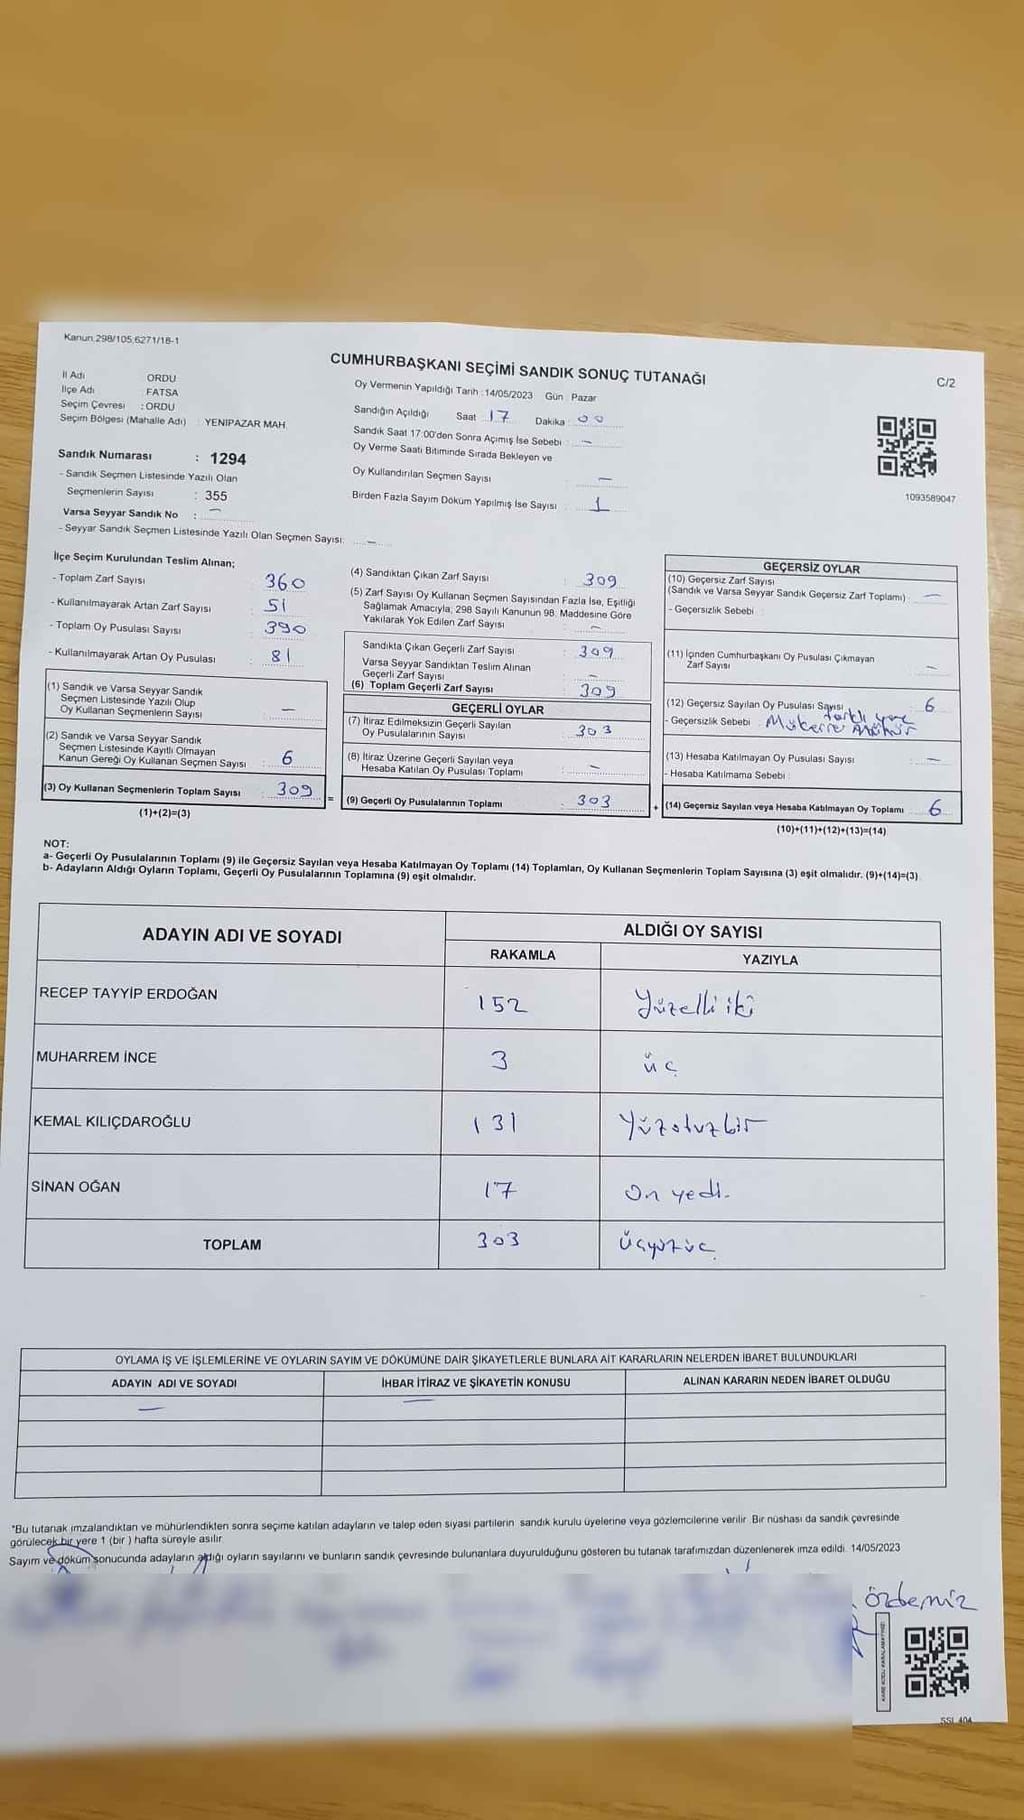 Kanun.298/105,6271/18-1
CUMHURBAŞKANI SEÇİMİ SANDIK SONUÇ TUTANAĞI
C/2
İl Adı ORDU
İlçe Adı : FATSA
Seçim Çevresi : ORDU
Seçim Bölgesi (Mahalle Adı) : YENIPAZAR MAH.
Sandık Numarası : 1294
- Sandık Seçmen Listesinde Yazılı Olan
Seçmenlerin Sayısı : 355
Varsa Seyyar Sandık No : —
- Seyyar Sandık Seçmen Listesinde Yazılı Olan Seçmen Sayısı: —
Oy Vermenin Yapıldığı Tarih :14/05/2023 Gün : Pazar
Sandığın Açıldığı Saat 17 Dakika : 00
Sandık Saat 17:00'den Sonra Açımış İse Sebebi : —
Oy Verme Saati Bitiminde Sırada Bekleyen ve
Oy Kullandırılan Seçmen Sayısı —
Birden Fazla Sayım Döküm Yapılmış İse Sayısı : 1
1093589047
İlçe Seçim Kurulundan Teslim Alınan;
- Toplam Zarf Sayısı : 360
- Kullanılmayarak Artan Zarf Sayısı : 51
- Toplam Oy Pusulası Sayısı : 390
- Kullanılmayarak Artan Oy Pusulası : 81
(1) Sandık ve Varsa Seyyar Sandık
Seçmen Listesinde Yazılı Olup
Oy Kullanan Seçmenlerin Sayısı : —
(2) Sandık ve Varsa Seyyar Sandık
Seçmen Listesinde Kayıtlı Olmayan
Kanun Gereği Oy Kullanan Seçmen Sayısı : 6
(3) Oy Kullanan Seçmenlerin Toplam Sayısı : 309
(1)+(2)=(3)
=
(4) Sandıktan Çıkan Zarf Sayısı : 309
(5) Zarf Sayısı Oy Kullanan Seçmen Sayısından Fazla İse, Eşitliği
Sağlamak Amacıyla, 298 Sayılı Kanunun 98. Maddesine Göre
Yakılarak Yok Edilen Zarf Sayısı : —
Sandıkta Çıkan Geçerli Zarf Sayısı : 309
Varsa Seyyar Sandıktan Teslim Alınan
Geçerli Zarf Sayısı : —
(6) Toplam Geçerli Zarf Sayısı : 309
GEÇERLİ OYLAR
(7) İtiraz Edilmeksizin Geçerli Sayılan
Oy Pusulalarının Sayısı : 303
(8) İtiraz Üzerine Geçerli Sayılan veya
Hesaba Katılan Oy Pusulası Toplamı : —
(9) Geçerli Oy Pusulalarının Toplamı : 303
+
GEÇERSİZ OYLAR
(10) Geçersiz Zarf Sayısı
(Sandık ve Varsa Seyyar Sandık Geçersiz Zarf Toplamı) : —
- Geçersizlik Sebebi :
(11) İçinden Cumhurbaşkanı Oy Pusulası Çıkmayan
Zarf Sayısı : —
(12) Geçersiz Sayılan Oy Pusulası Sayısı : 6
farklı yere
- Geçersizlik Sebebi : Mükerrer Mühür
(13) Hesaba Katılmayan Oy Pusulası Sayısı : —
- Hesaba Katılmama Sebebi :
(14) Geçersiz Sayılan veya Hesaba Katılmayan Oy Toplamı : 6
(10)+(11)+(12)+(13)=(14)
NOT:
a- Geçerli Oy Pusulalarının Toplamı (9) ile Geçersiz Sayılan veya Hesaba Katılmayan Oy Toplamı (14) Toplamları, Oy Kullanan Seçmenlerin Toplam Sayısına (3) eşit olmalıdır. (9)+(14)=(3)
b- Adayların Aldığı Oyların Toplamı, Geçerli Oy Pusulalarının Toplamına (9) eşit olmalıdır.
ADAYIN ADI VE SOYADI ALDIĞI OY SAYISI
RAKAMLA YAZIYLA
RECEP TAYYİP ERDOĞAN 152 Yüzelli iki
MUHARREM İNCE 3 üç
KEMAL KILIÇDAROĞLU 131 Yüzotuzbir
SİNAN OĞAN 17 On yedi.
TOPLAM 303 Üçyüzüç
OYLAMA İŞ VE İŞLEMLERİNE VE OYLARIN SAYIM VE DÖKÜMÜNE DAİR ŞİKAYETLERLE BUNLARA AİT KARARLARIN NELERDEN İBARET BULUNDUKLARI
ADAYIN ADI VE SOYADI İHBAR İTİRAZ VE ŞİKAYETİN KONUSU ALINAN KARARIN NEDEN İBARET OLDUĞU
— —
"Bu tutanak imzalandıktan ve mühürlendikten sonra seçime katılan adayların ve talep eden siyasi partilerin sandık kurulu üyelerine veya gözlemcilerine verilir. Bir nüshası da sandık çevresinde
görülecek bir yere 1 (bir ) hafta süreyle asılır.
Sayım ve döküm sonucunda adayların aldığı oyların sayılarını ve bunların sandık çevresinde bulunanlara duyurulduğunu gösteren bu tutanak tarafımızdan düzenlenerek imza edildi. 14/05/2023
özdemiz
KARE KODU KARALAMAYINIZ!
SSI 404